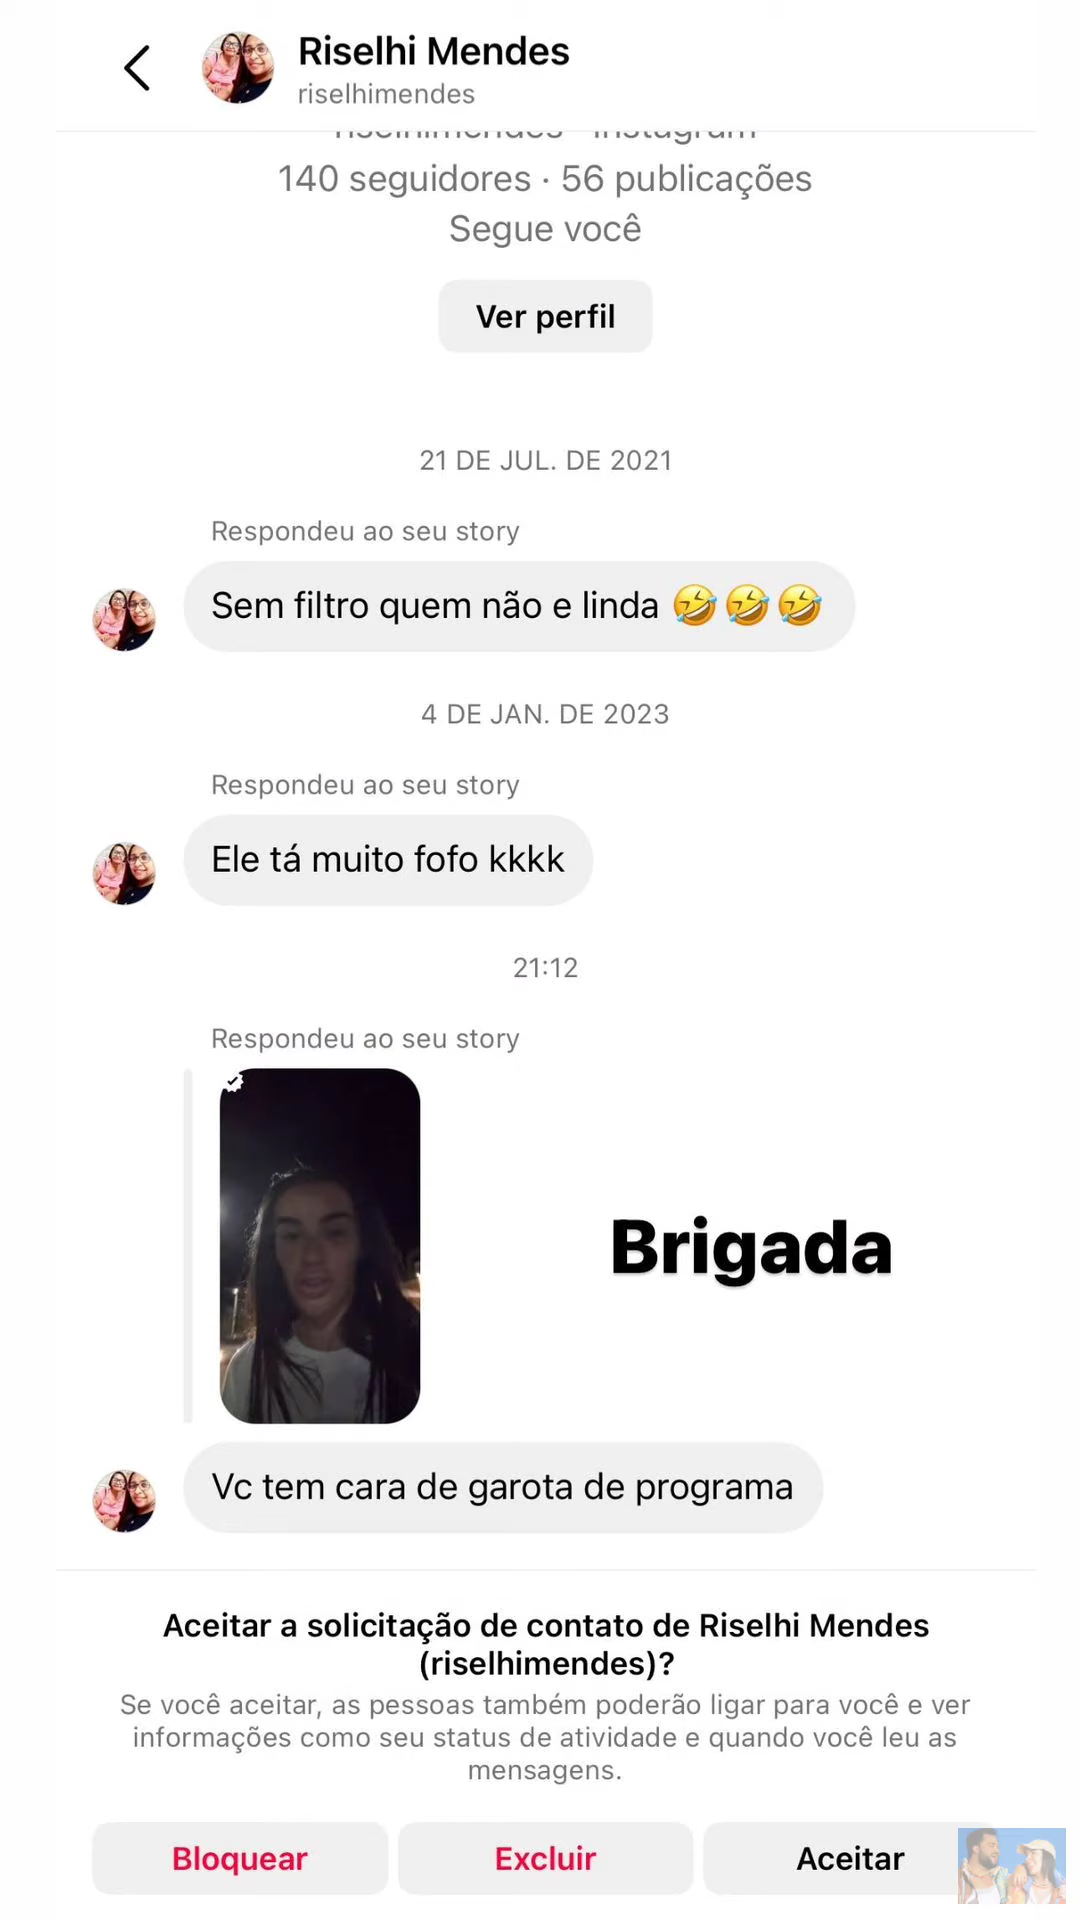 Riselhi Mendes
riselhimendes
riselhimendes · Instagram
140 seguidores · 56 publicações
Segue você
Ver perfil
21 DE JUL. DE 2021
Respondeu ao seu story
Sem filtro quem não e linda 🤣🤣🤣
4 DE JAN. DE 2023
Respondeu ao seu story
Ele tá muito fofo kkkk
21:12
Respondeu ao seu story
Brigada
Vc tem cara de garota de programa
Aceitar a solicitação de contato de Riselhi Mendes
(riselhimendes)?
Se você aceitar, as pessoas também poderão ligar para você e ver
informações como seu status de atividade e quando você leu as
mensagens.
Bloquear
Excluir
Aceitar